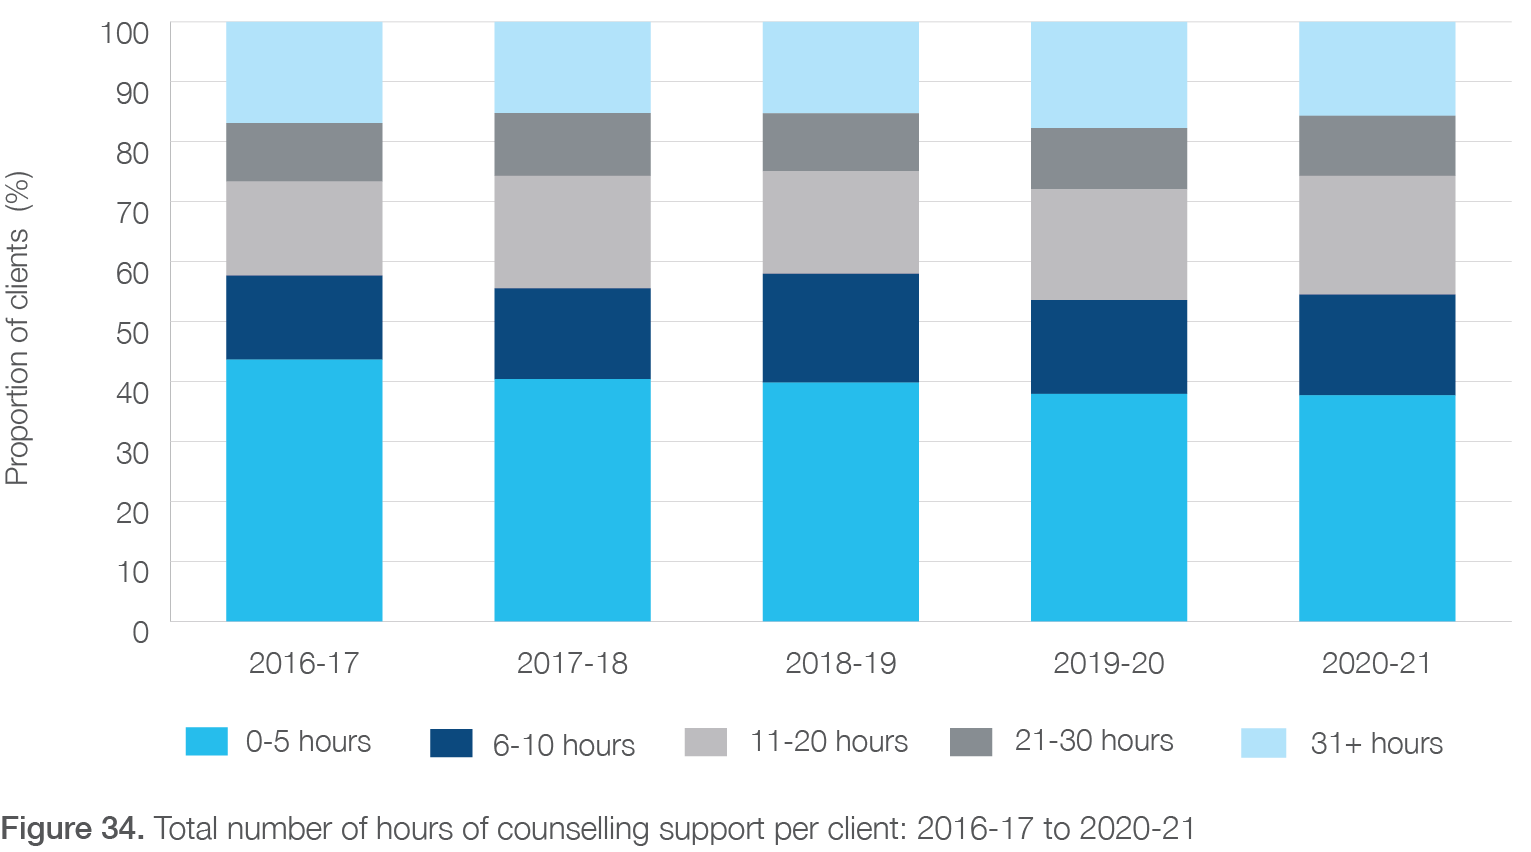 100
90
80
70
60
50
40
30
20
10
0
Proportion of clients (%)
2016-17 2017-18 2018-19 2019-20 2020-21
0-5 hours 6-10 hours 11-20 hours 21-30 hours 31+ hours
Figure 34. Total number of hours of counselling support per client: 2016-17 to 2020-21